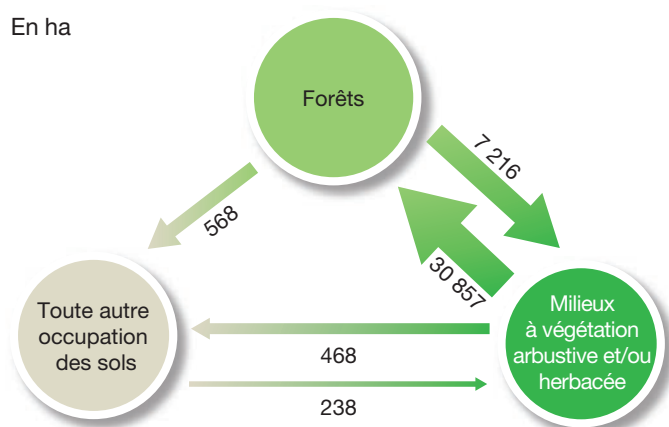 En ha
Forêts
7 216
568
30 857
Toute autre
occupation
des sols
Milieux
à végétation
arbustive et/ou
herbacée
468
238